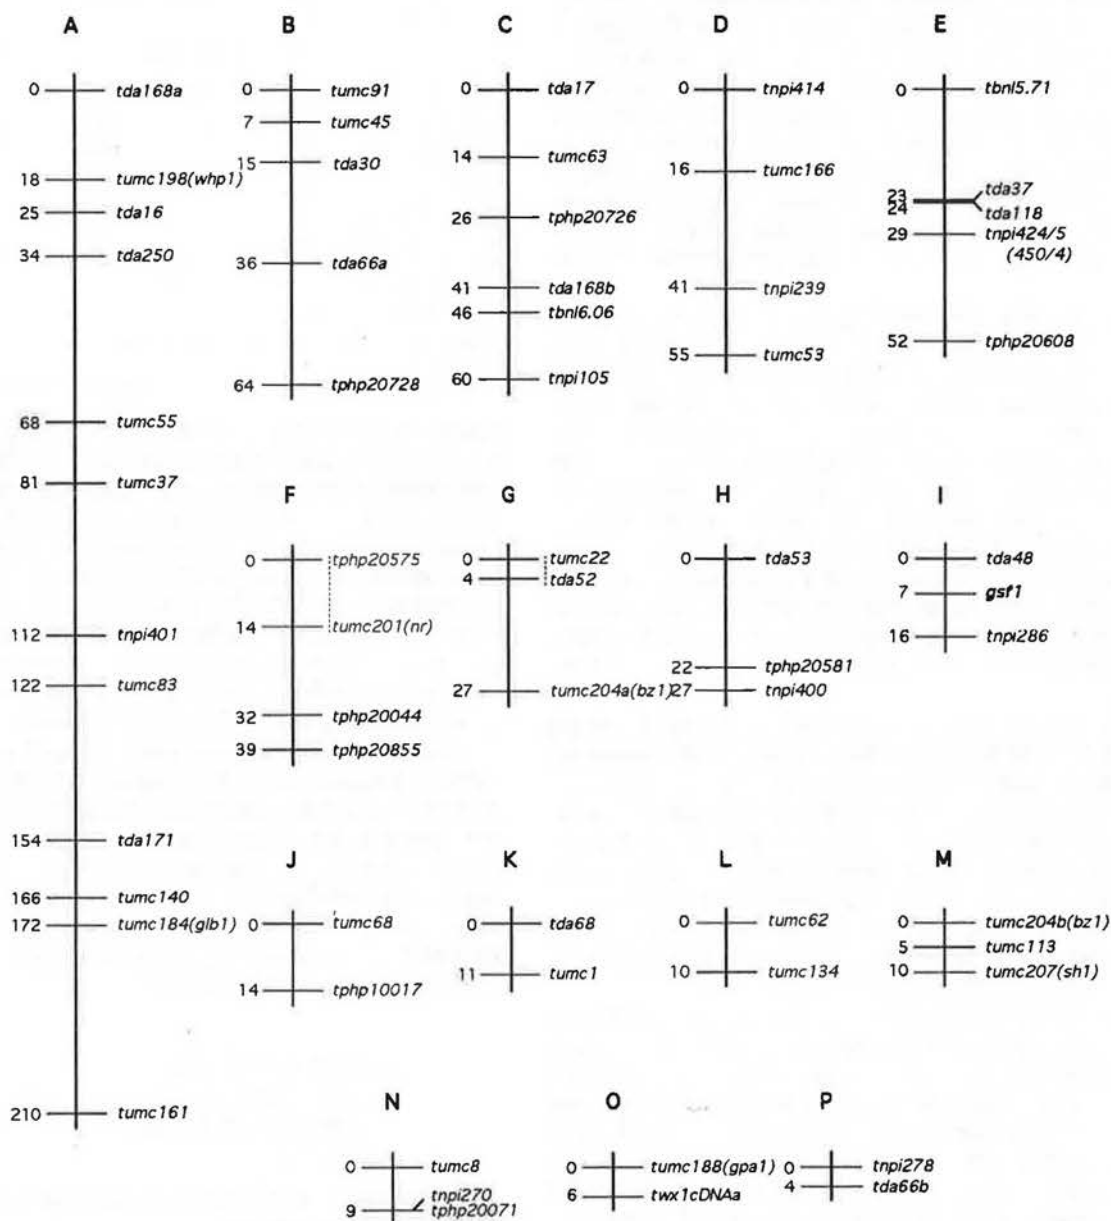 A
0 tda168a
18 tumc198(whp1)
25 tda16
34 tda250
68 tumc55
81 tumc37
112 tnpi401
122 tumc83
154 tda171
166 tumc140
172 tumc184(glb1)
210 tumc161
B
0 tumc91
7 tumc45
15 tda30
36 tda66a
64 tphp20728
C
0 tda17
14 tumc63
26 tphp20726
41 tda168b
46 tbnl6.06
60 tnpi105
D
0 tnpi414
16 tumc166
41 tnpi239
55 tumc53
E
0 tbnl5.71
23 tda37
24 tda118
29 tnpi424/5
(450/4)
52 tphp20608
F
0 tphp20575
14 tumc201(nr)
32 tphp20044
39 tphp20855
G
0 tumc22
4 tda52
27 tumc204a(bz1)
H
0 tda53
22 tphp20581
27 tnpi400
I
0 tda48
7 gsf1
16 tnpi286
J
0 tumc68
14 tphp10017
K
0 tda68
11 tumc1
L
0 tumc62
10 tumc134
M
0 tumc204b(bz1)
5 tumc113
10 tumc207(sh1)
N
0 tumc8
tnpi270
9 tphp20071
O
0 tumc188(gpa1)
6 twx1cDNAa
P
0 tnpi278
4 tda66b